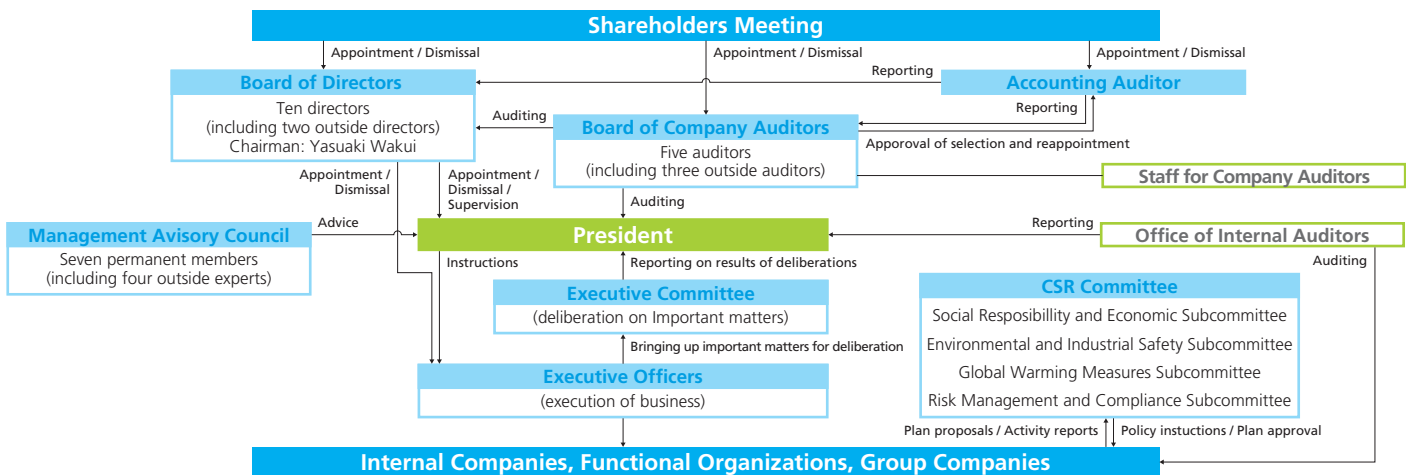 Shareholders Meeting
Appointment / Dismissal
Appointment / Dismissal
Appointment / Dismissal
Board of Directors
Ten directors
(including two outside directors)
Chairman: Yasuaki Wakui
Reporting
Accounting Auditor
Auditing
Board of Company Auditors
Five auditors
(including three outside auditors)
Reporting
Apporoval of selection and reappointment
Staff for Company Auditors
Appointment /
Dismissal
Appointment /
Dismissal /
Supervision
Auditing
Management Avisory Council
Seven permanent members
(including four outside experts)
Advice
President
Reporting
Office of Internal Auditors
Auditing
Instructions
Reporting on results of deliberations
Executive Committee
(deliberation on Important matters)
Bringing up important matters for deliberation
Executive Officers
(execution of business)
CSR Committee
Social Resposibility and Economic Subcommittee
Environmental and Industrial Safety Subcommittee
Global Warming Measures Subcommittee
Risk Management and Compliance Subcommittee
Plan proposals / Activity reports
Policy instuctions / Plan approval
Internal Companies, Functional Organizations, Group Companies